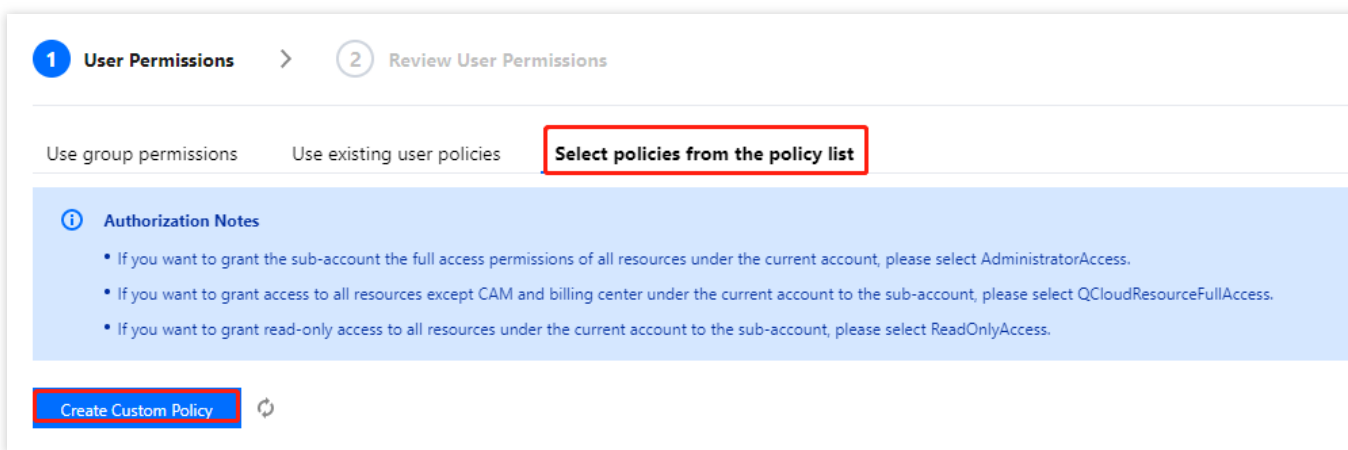 1 User Permissions > 2 Review User Permissions
Use group permissions Use existing user policies Select policies from the policy list
Authorization Notes
• If you want to grant the sub-account the full access permissions of all resources under the current account, please select AdministratorAccess.
• If you want to grant access to all resources except CAM and billing center under the current account to the sub-account, please select QCloudResourceFullAccess.
• If you want to grant read-only access to all resources under the current account to the sub-account, please select ReadOnlyAccess.
Create Custom Policy